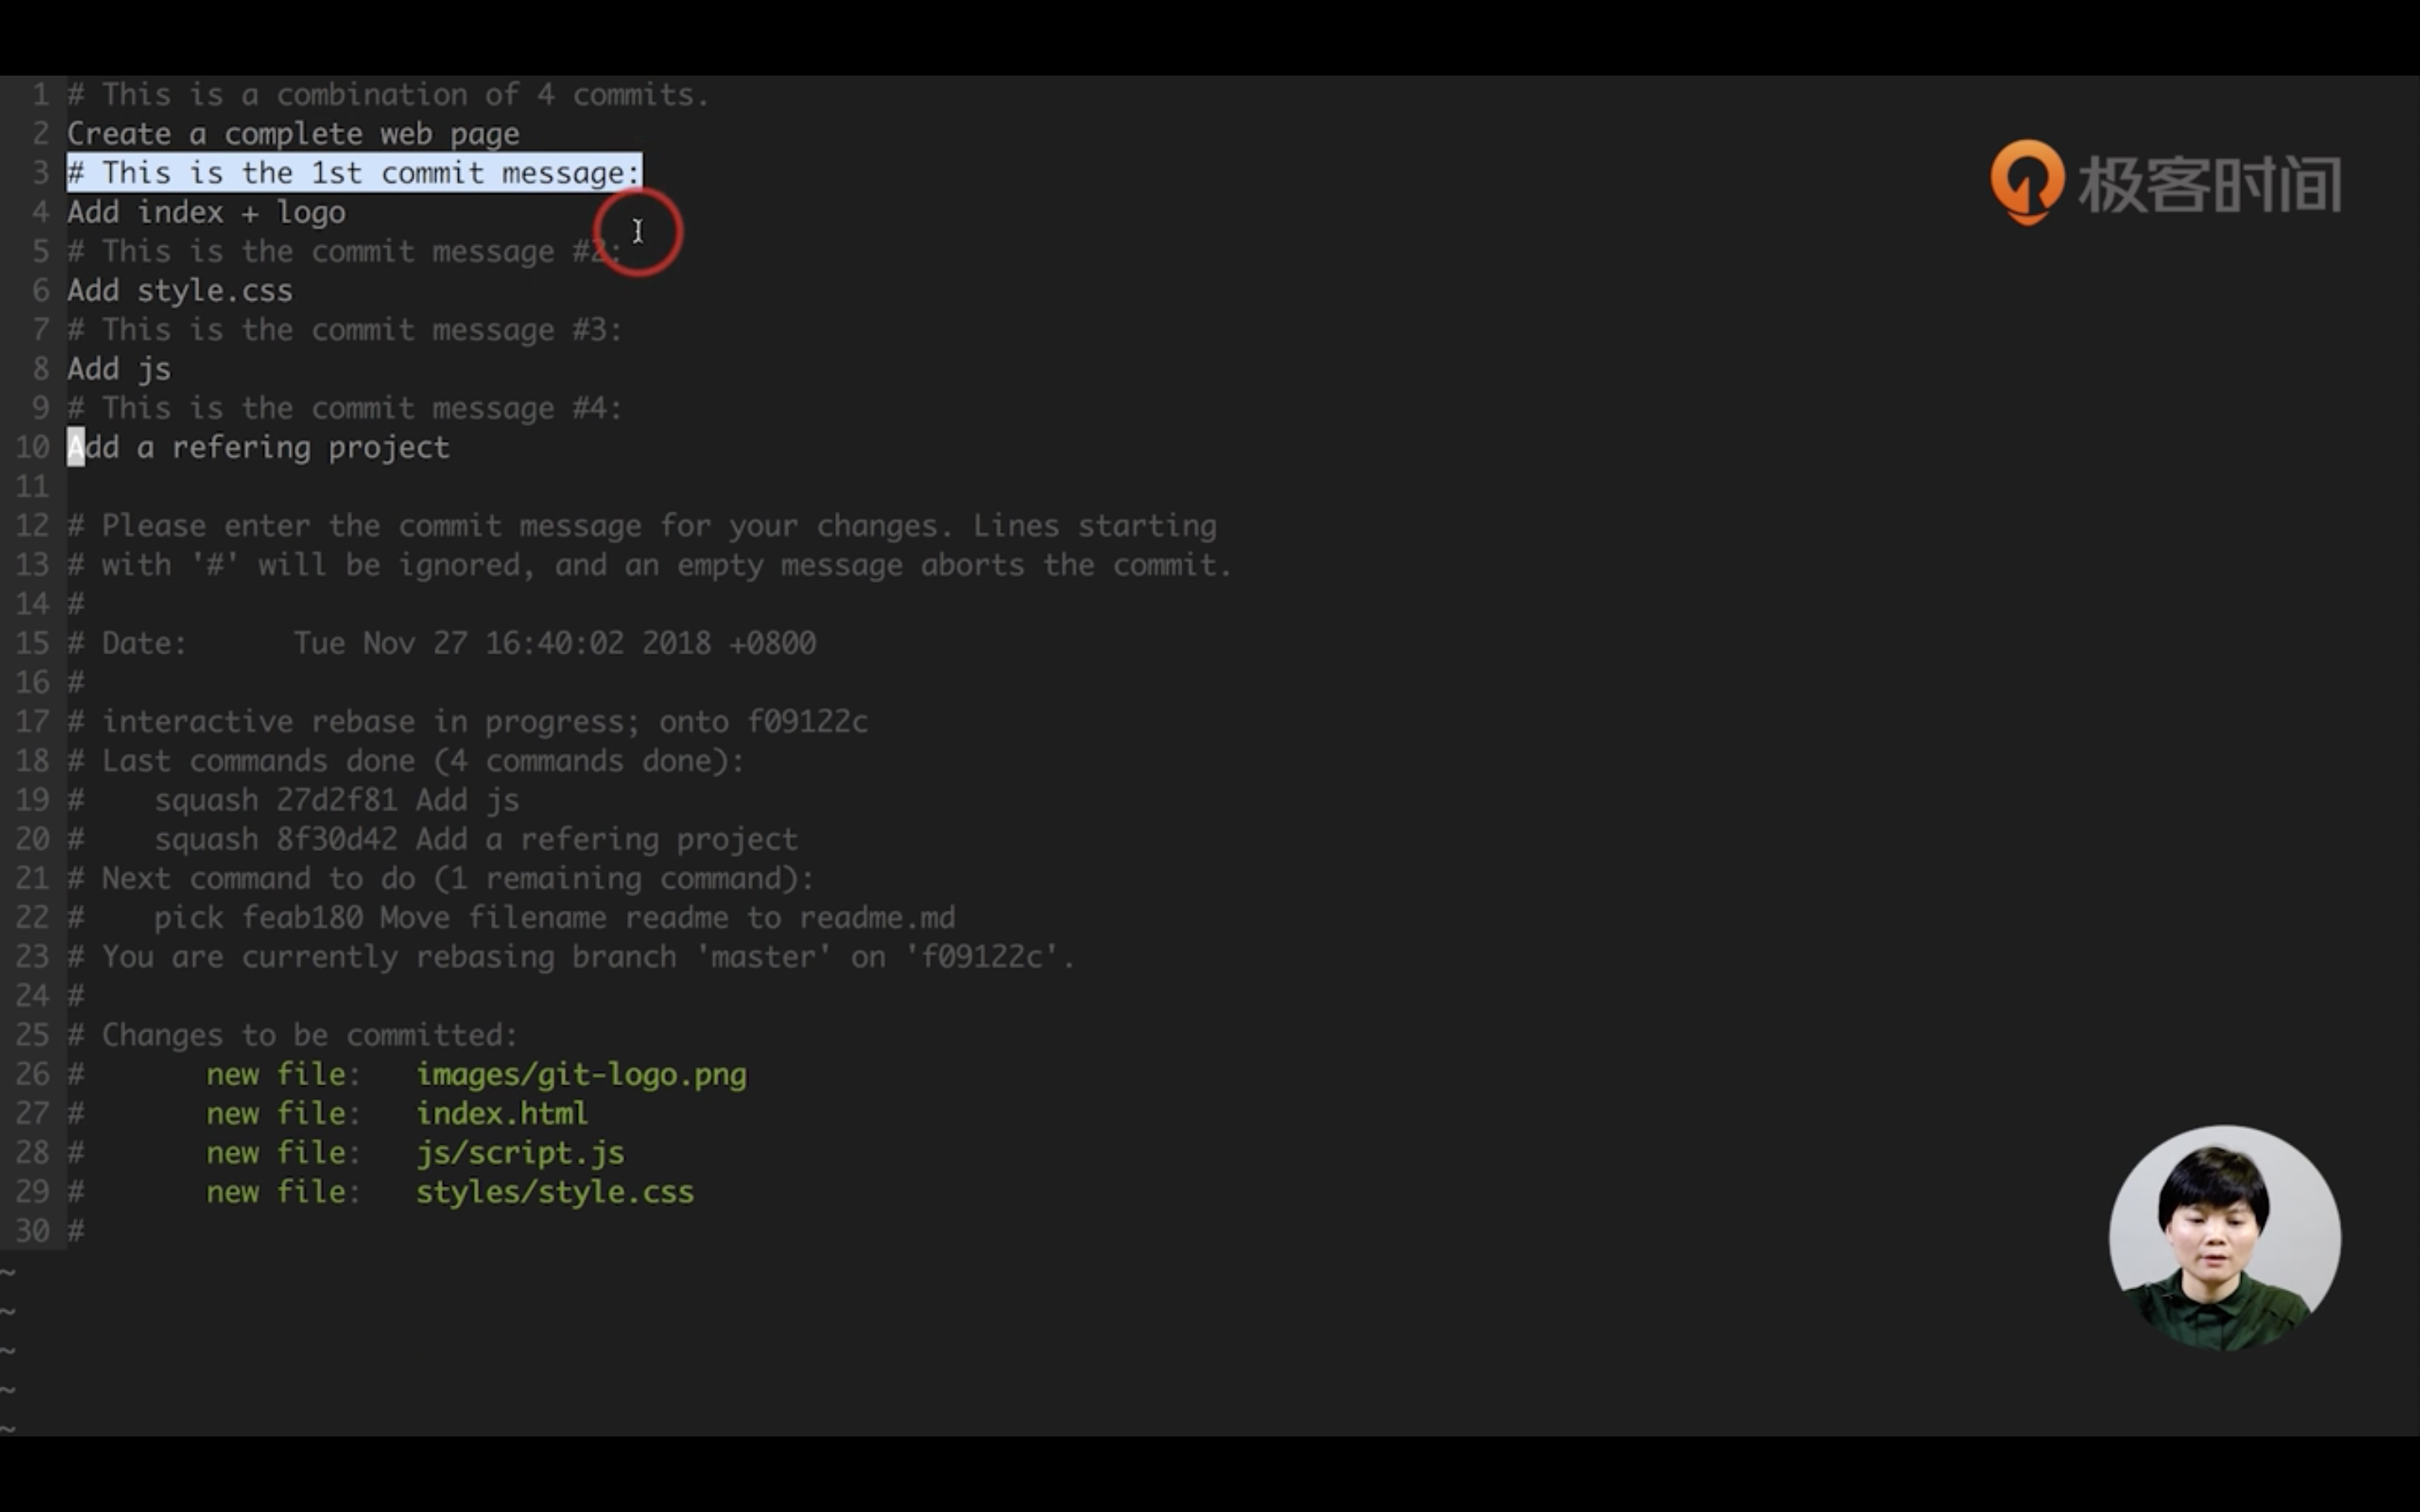 1 # This is a combination of 4 commits.
2 Create a complete web page
3 # This is the 1st commit message:
4 Add index + logo
5 # This is the commit message #2:
6 Add style.css
7 # This is the commit message #3:
8 Add js
9 # This is the commit message #4:
10 Add a refering project
11
12 # Please enter the commit message for your changes. Lines starting
13 # with '#' will be ignored, and an empty message aborts the commit.
14 #
15 # Date:      Tue Nov 27 16:40:02 2018 +0800
16 #
17 # interactive rebase in progress; onto f09122c
18 # Last commands done (4 commands done):
19 #    squash 27d2f81 Add js
20 #    squash 8f30d42 Add a refering project
21 # Next command to do (1 remaining command):
22 #    pick feab180 Move filename readme to readme.md
23 # You are currently rebasing branch 'master' on 'f09122c'.
24 #
25 # Changes to be committed:
26 #       new file:   images/git-logo.png
27 #       new file:   index.html
28 #       new file:   js/script.js
29 #       new file:   styles/style.css
30 #
~
~
~
~
~
极客时间